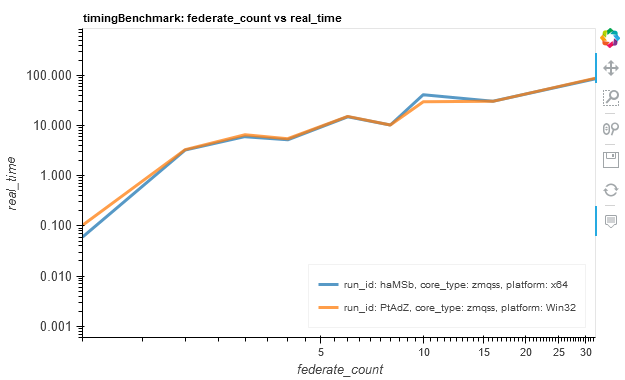 timingBenchmark: federate_count vs real_time
real_time
100.000
10.000
1.000
0.100
0.010
0.001
run_id: haMSb, core_type: zmqss, platform: x64
run_id: PtAdZ, core_type: zmqss, platform: Win32
5
10
15
20
25
30
federate_count